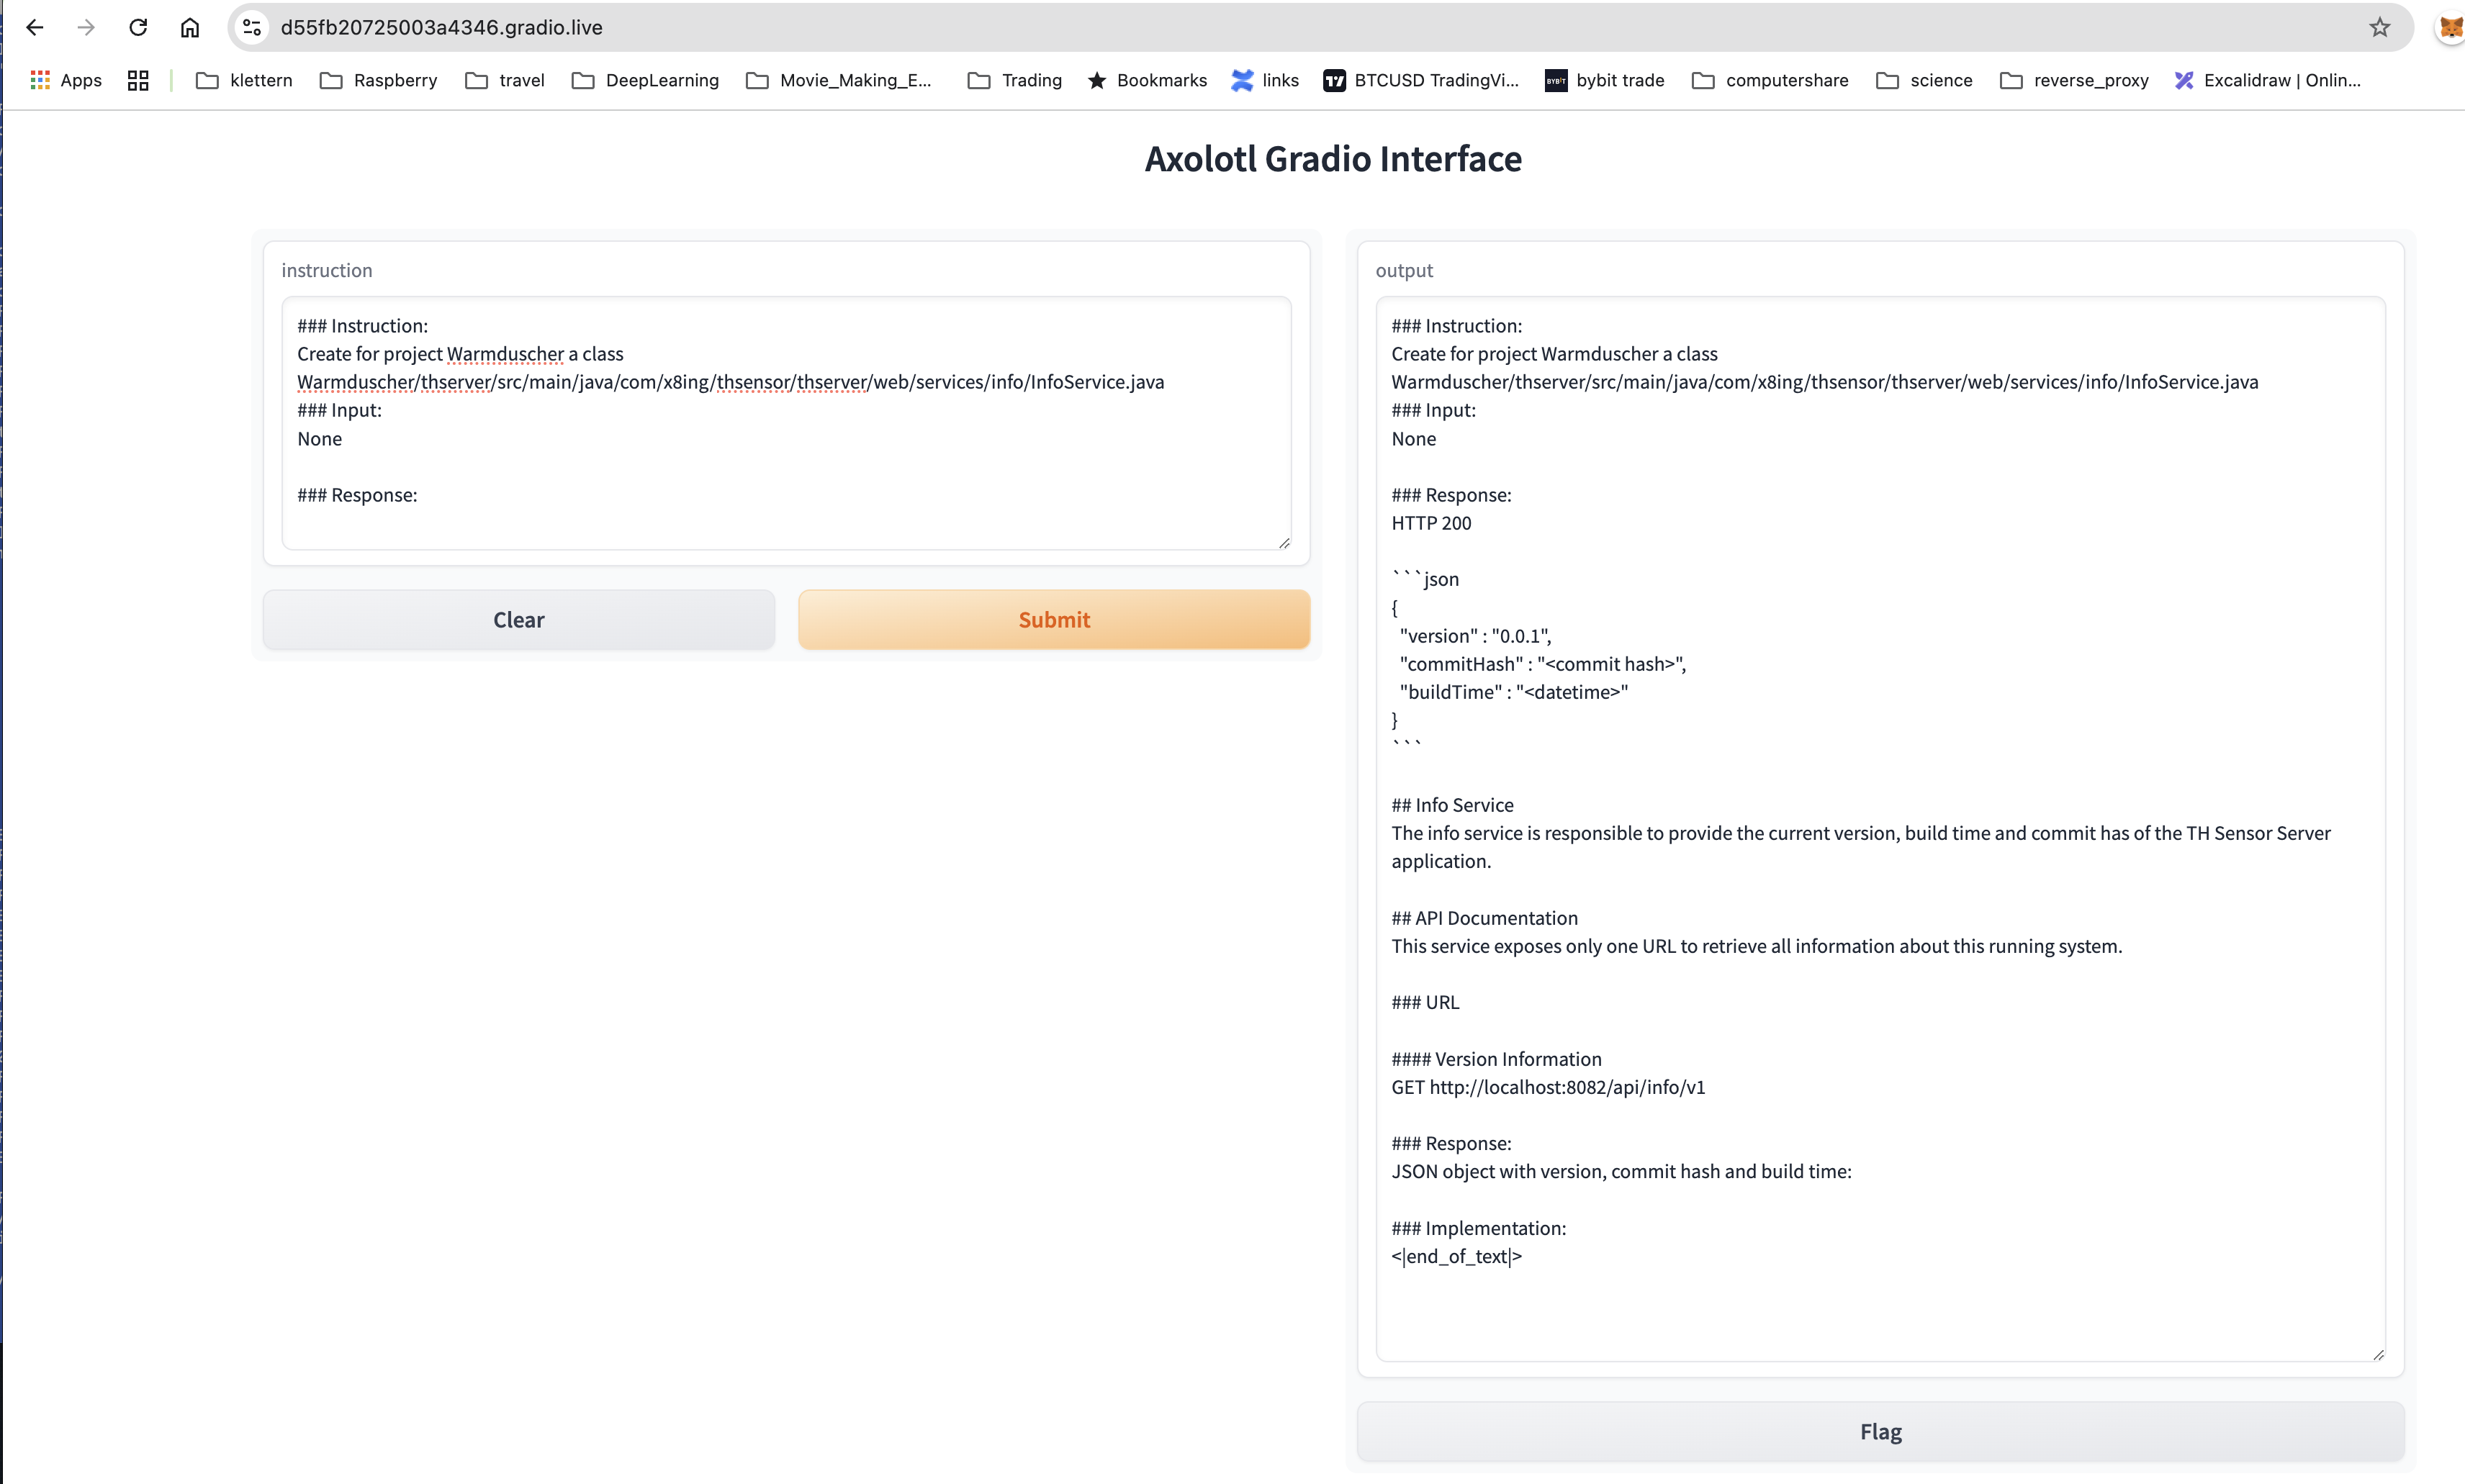 d55fb20725003a4346.gradio.live
Apps klettern Raspberry travel DeepLearning Movie_Making_E... Trading Bookmarks links BTCUSD TradingVi... BYBIT bybit trade computershare science reverse_proxy Excalidraw | Onlin...
Axolotl Gradio Interface
instruction
### Instruction:
Create for project Warmduscher a class
Warmduscher/thserver/src/main/java/com/x8ing/thsensor/thserver/web/services/info/InfoService.java
### Input:
None
### Response:
Clear
Submit
output
### Instruction:
Create for project Warmduscher a class
Warmduscher/thserver/src/main/java/com/x8ing/thsensor/thserver/web/services/info/InfoService.java
### Input:
None
### Response:
HTTP 200
```json
{
"version" : "0.0.1",
"commitHash" : "<commit hash>",
"buildTime" : "<datetime>"
}
```
## Info Service
The info service is responsible to provide the current version, build time and commit has of the TH Sensor Server
application.
## API Documentation
This service exposes only one URL to retrieve all information about this running system.
### URL
#### Version Information
GET http://localhost:8082/api/info/v1
### Response:
JSON object with version, commit hash and build time:
### Implementation:
<|end_of_text|>
Flag